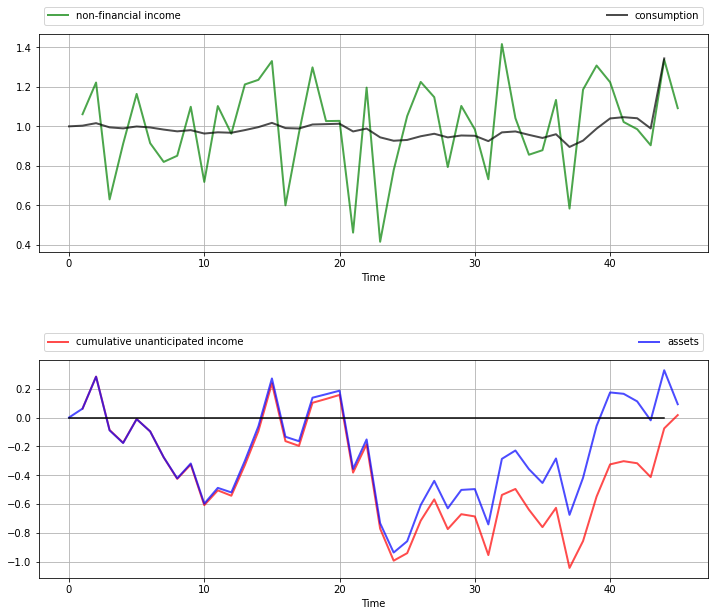 non-financial income consumption
1.4
1.2
1.0
0.8
0.6
0.4
0 10 20 30 40
Time
cumulative unanticipated income assets
0.2
0.0
−0.2
−0.4
−0.6
−0.8
−1.0
0 10 20 30 40
Time